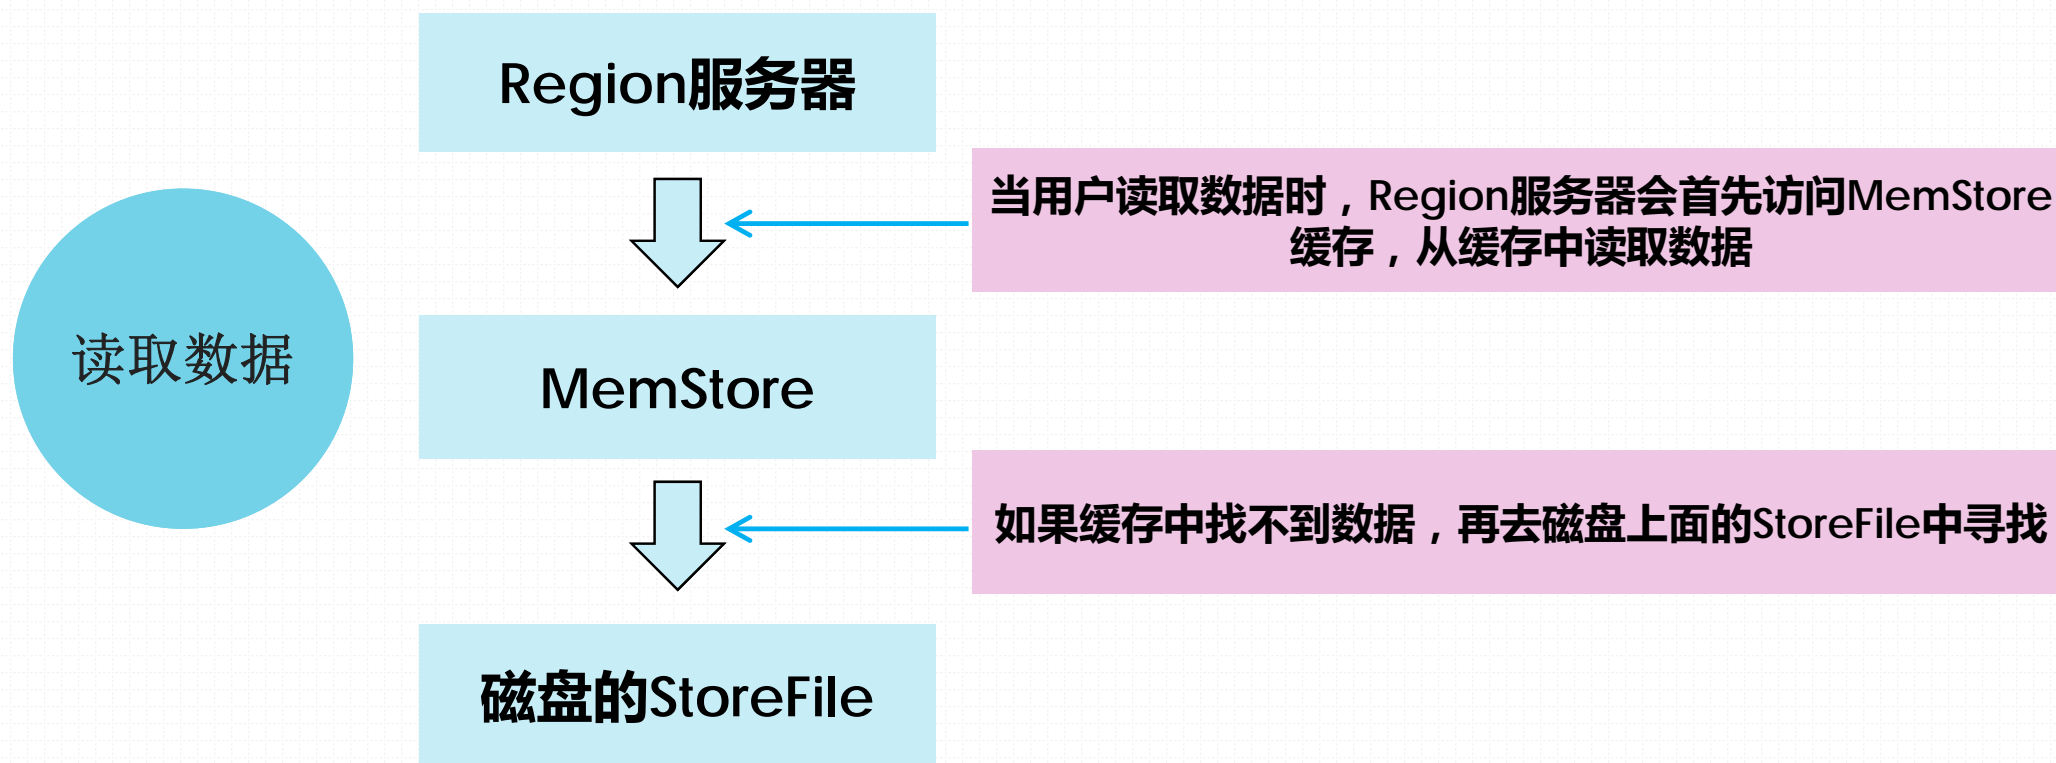 Region服务器
当用户读取数据时，Region服务器会首先访问MemStore
缓存，从缓存中读取数据
读取数据
MemStore
如果缓存中找不到数据，再去磁盘上面的StoreFile中寻找
磁盘的StoreFile